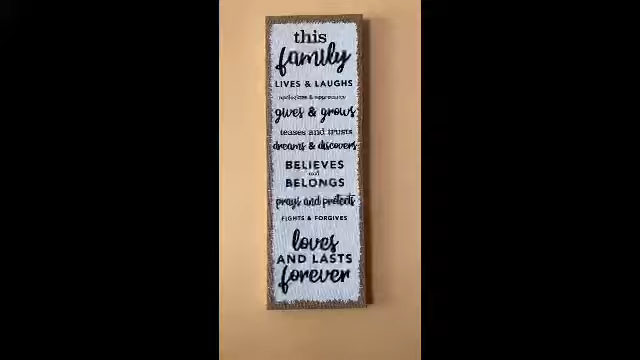 this
family
LIVES & LAUGHS
gives & grows
teases and trusts
dreams & discovers
BELIEVES
and
BELONGS
prays and protects
FIGHTS & FORGIVES
loves
AND LASTS
forever